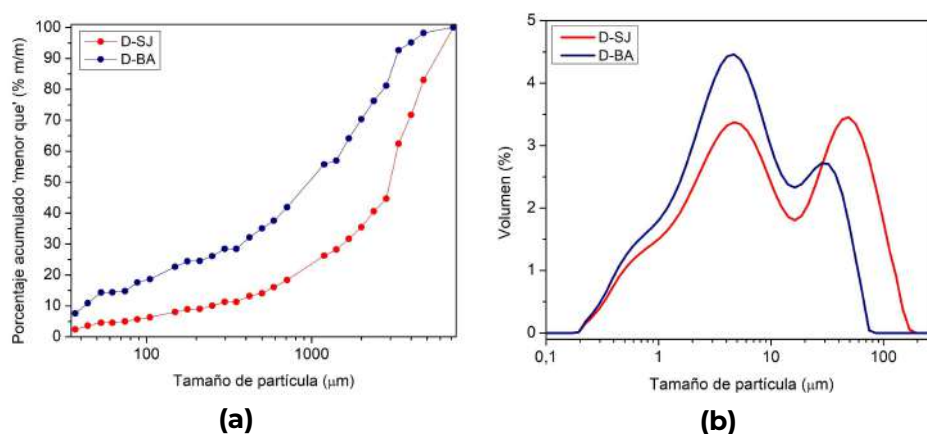 Porcentaje acumulado 'menor que' (% m/m)
100
90
80
70
60
50
40
30
20
10
0
D-SJ
D-BA
100
1000
Tamaño de partícula (μm)
(a)
Volumen (%)
5
4
3
2
1
0
D-SJ
D-BA
0,1
1
10
100
Tamaño de partícula (μm)
(b)